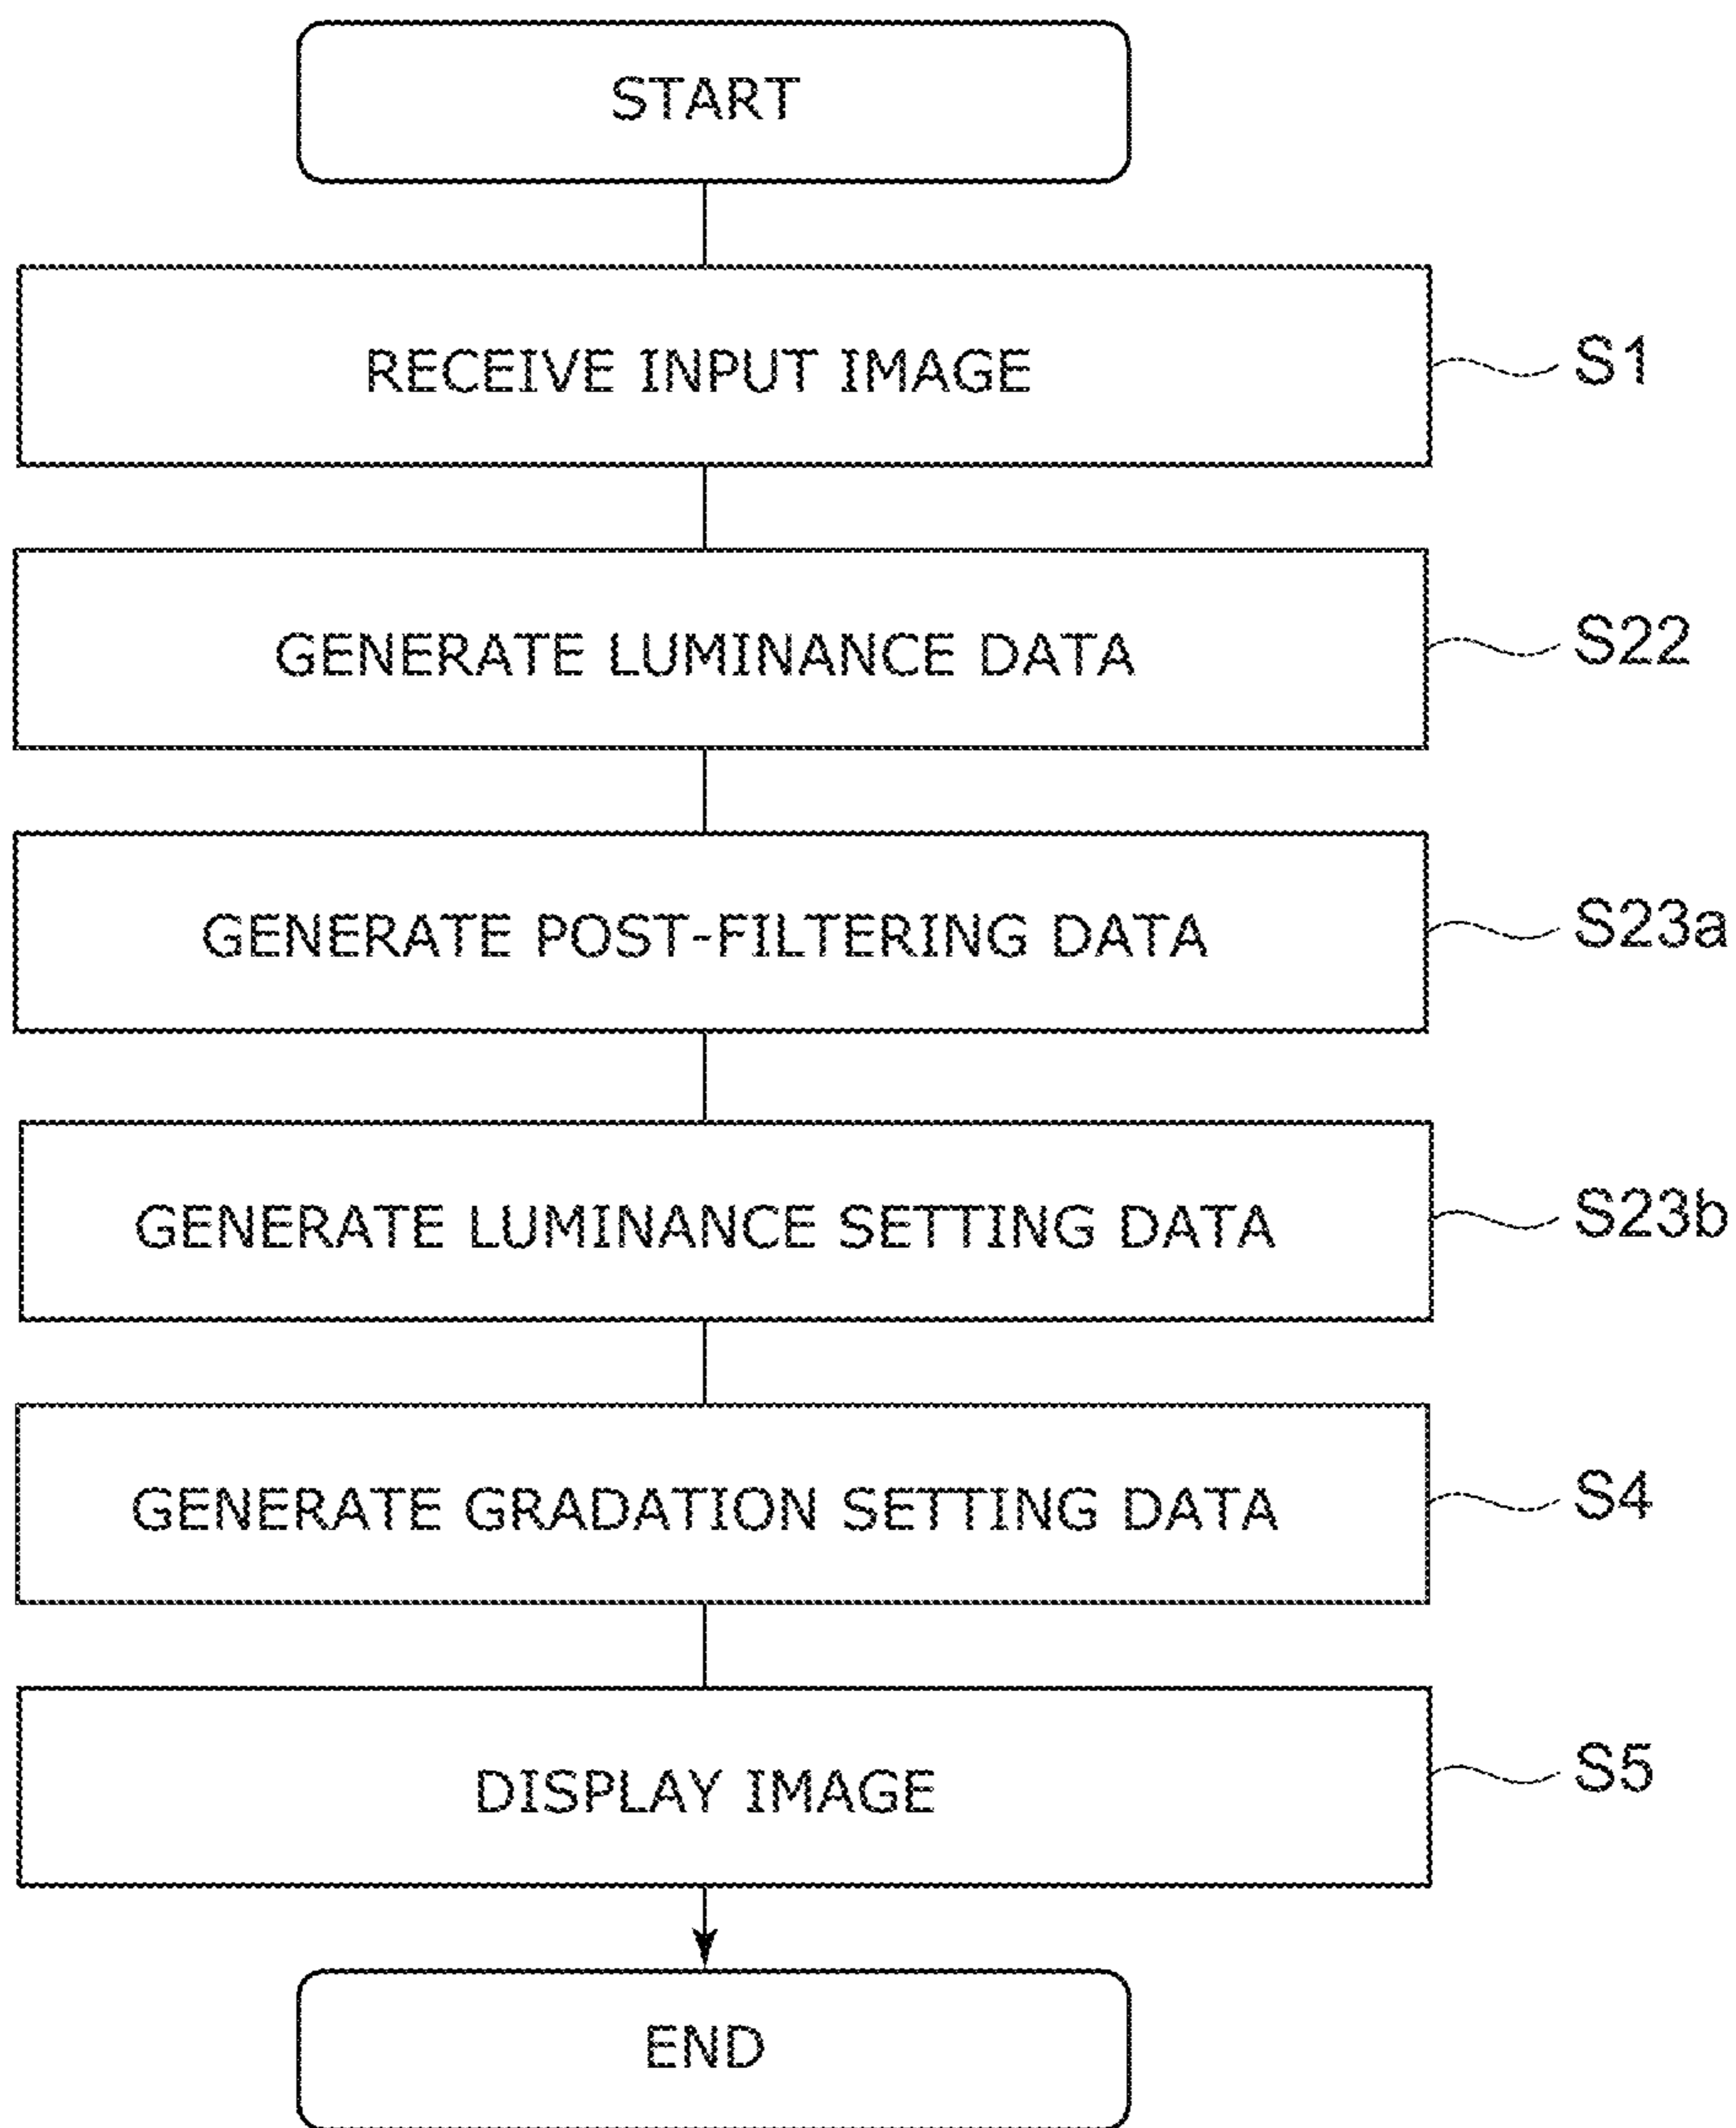 START
RECEIVE INPUT IMAGE
S1
GENERATE LUMINANCE DATA
S22
GENERATE POST-FILTERING DATA
S23a
GENERATE LUMINANCE SETTING DATA
S23b
GENERATE GRADATION SETTING DATA
S4
DISPLAY IMAGE
S5
END